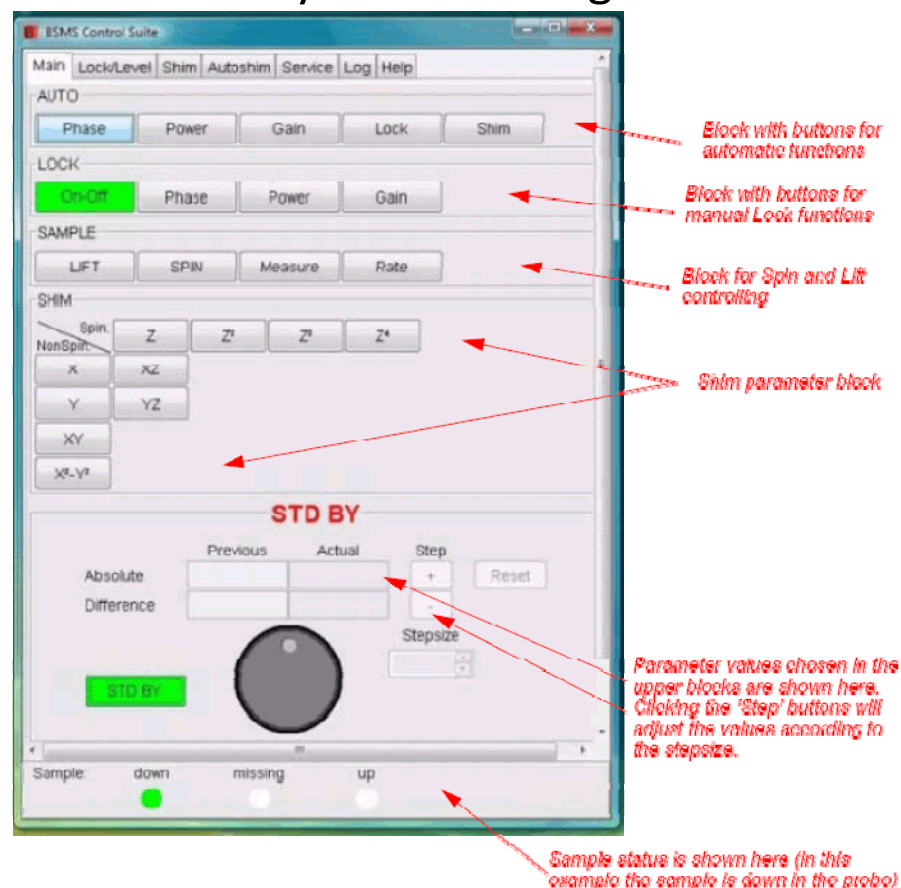 BSMS Control Suite
Main Lock/Level Shim Autoshim Service Log Help
AUTO
Phase Power Gain Lock Shim
Block with buttons for
automatic functions
LOCK
On-Off Phase Power Gain
Block with buttons for
manual Lock functions
SAMPLE
LIFT SPIN Measure Rate
Block for Spin and Lift
controlling
SHIM
Spin.
NonSpin.
Z Z² Z³ Z⁴
X XZ
Y YZ
XY
X²-Y²
Shim parameter block
STD BY
Previous Actual Step
Absolute + Reset
Difference -
Stepsize
STD BY
Parameter values chosen in the
upper blocks are shown here.
Clicking the 'Step' buttons will
adjust the values according to
the stepsize.
Sample: down missing up
Sample status is shown here (in this
example the sample is down in the probe)